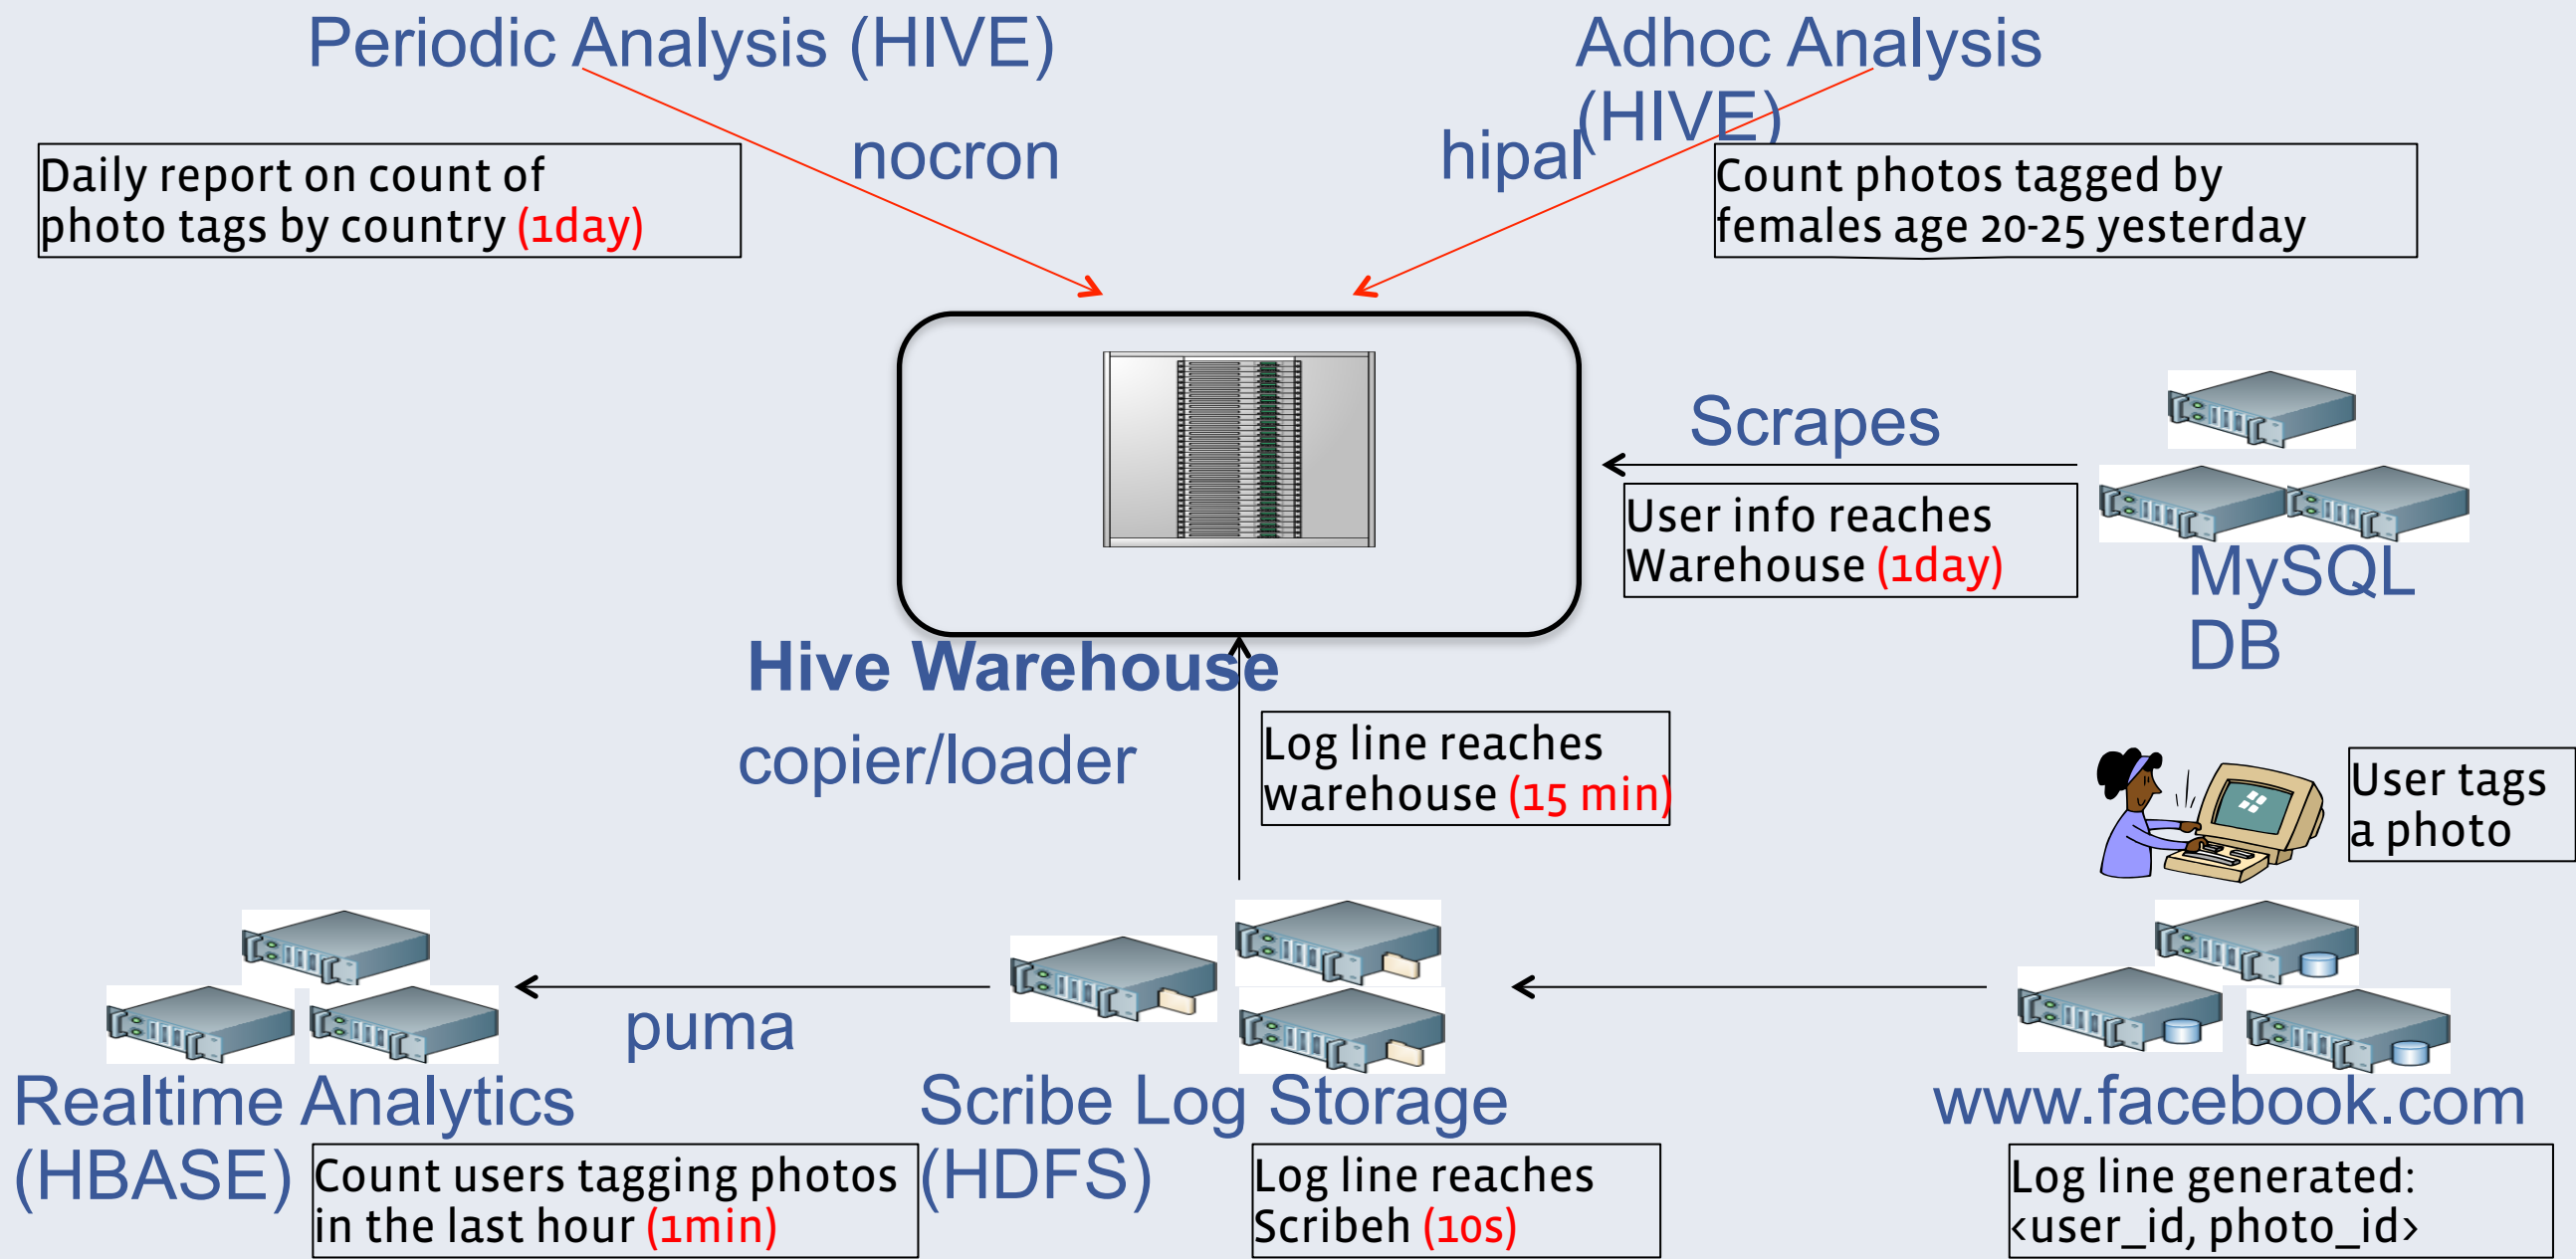 Periodic Analysis (HIVE)
Adhoc Analysis
(HIVE)
nocron
hipal
Daily report on count of
photo tags by country (1day)
Count photos tagged by
females age 20-25 yesterday
Scrapes
User info reaches
Warehouse (1day)
MySQL
DB
Hive Warehouse
copier/loader
Log line reaches
warehouse (15 min)
User tags
a photo
puma
Realtime Analytics
(HBASE)
Count users tagging photos
in the last hour (1min)
Scribe Log Storage
(HDFS)
Log line reaches
Scribeh (10s)
www.facebook.com
Log line generated:
<user_id, photo_id>